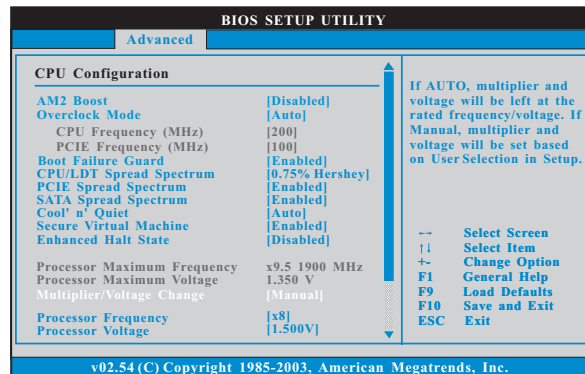 BIOS SETUP UTILITY
Advanced
CPU Configuration
AM2 Boost [Disabled]
Overclock Mode [Auto]
CPU Frequency (MHz) [200]
PCIE Frequency (MHz) [100]
Boot Failure Guard [Enabled]
CPU/LDT Spread Spectrum [0.75% Hershey]
PCIE Spread Spectrum [Enabled]
SATA Spread Spectrum [Enabled]
Cool' n' Quiet [Auto]
Secure Virtual Machine [Enabled]
Enhanced Halt State [Disabled]
Processor Maximum Frequency x9.5 1900 MHz
Processor Maximum Voltage 1.350 V
Multiplier/Voltage Change [Manual]
Processor Frequency [x8]
Processor Voltage [1.500V]
If AUTO, multiplier and
voltage will be left at the
rated frequency/voltage. If
Manual, multiplier and
voltage will be set based
on User Selection in Setup.
←→ Select Screen
↑↓ Select Item
+- Change Option
F1 General Help
F9 Load Defaults
F10 Save and Exit
ESC Exit
v02.54 (C) Copyright 1985-2003, American Megatrends, Inc.